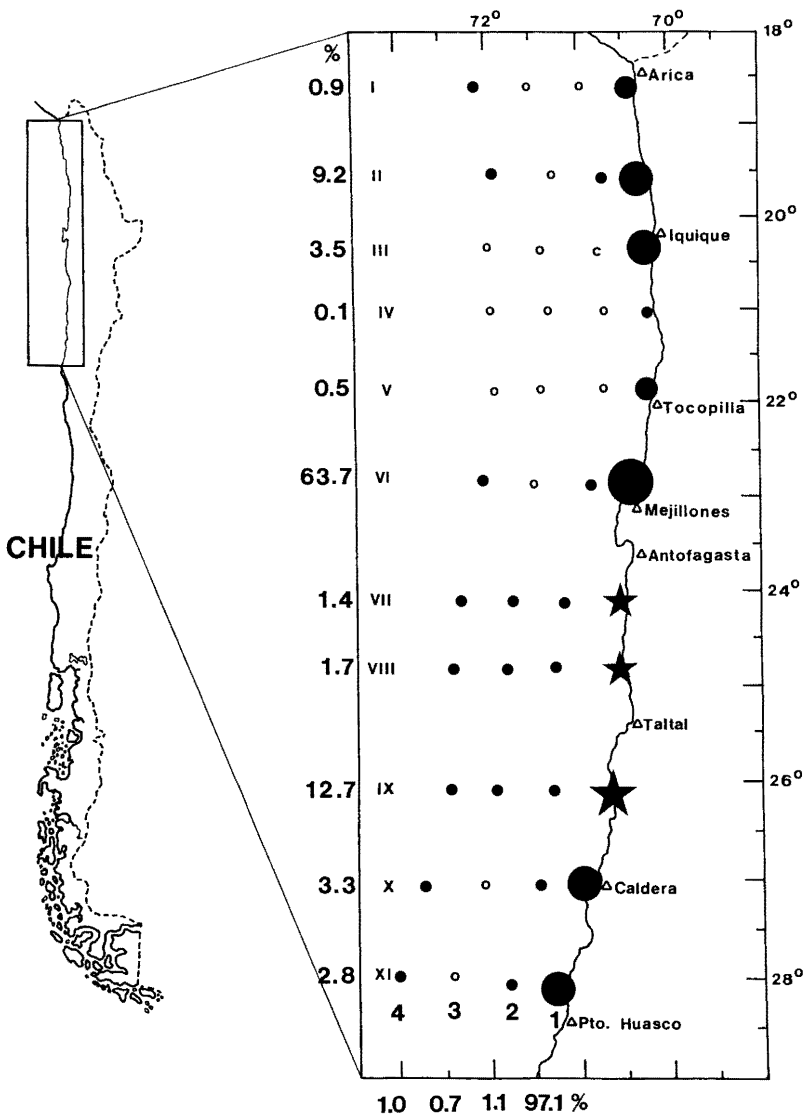 72° 70°
18°
%
0.9 I Arica
9.2 II
20°
Iquique
3.5 III c
0.1 IV
0.5 V
22°
Tocopilla
63.7 VI
Mejillones
CHILE
Antofagasta
24°
1.4 VII
1.7 VIII
Taltal
26°
12.7 IX
3.3 X Caldera
2.8 XI 28°
4 3 2 1 Pto. Huasco
1.0 0.7 1.1 97.1 %